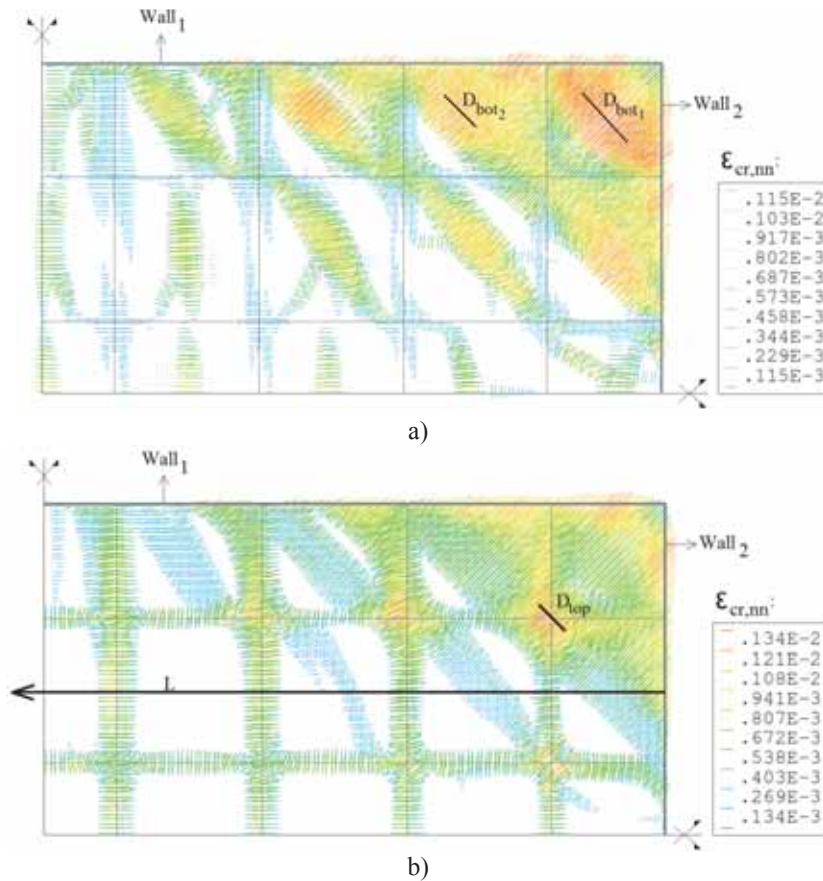 Wall1
Dbot2
Dbot1
Wall2
εcr,nn:
.115E-2
.103E-2
.917E-3
.802E-3
.687E-3
.573E-3
.458E-3
.344E-3
.229E-3
.115E-3
a)
Wall1
Wall2
Dtop
L
εcr,nn:
.134E-2
.121E-2
.108E-2
.941E-3
.807E-3
.672E-3
.538E-3
.403E-3
.269E-3
.134E-3
b)